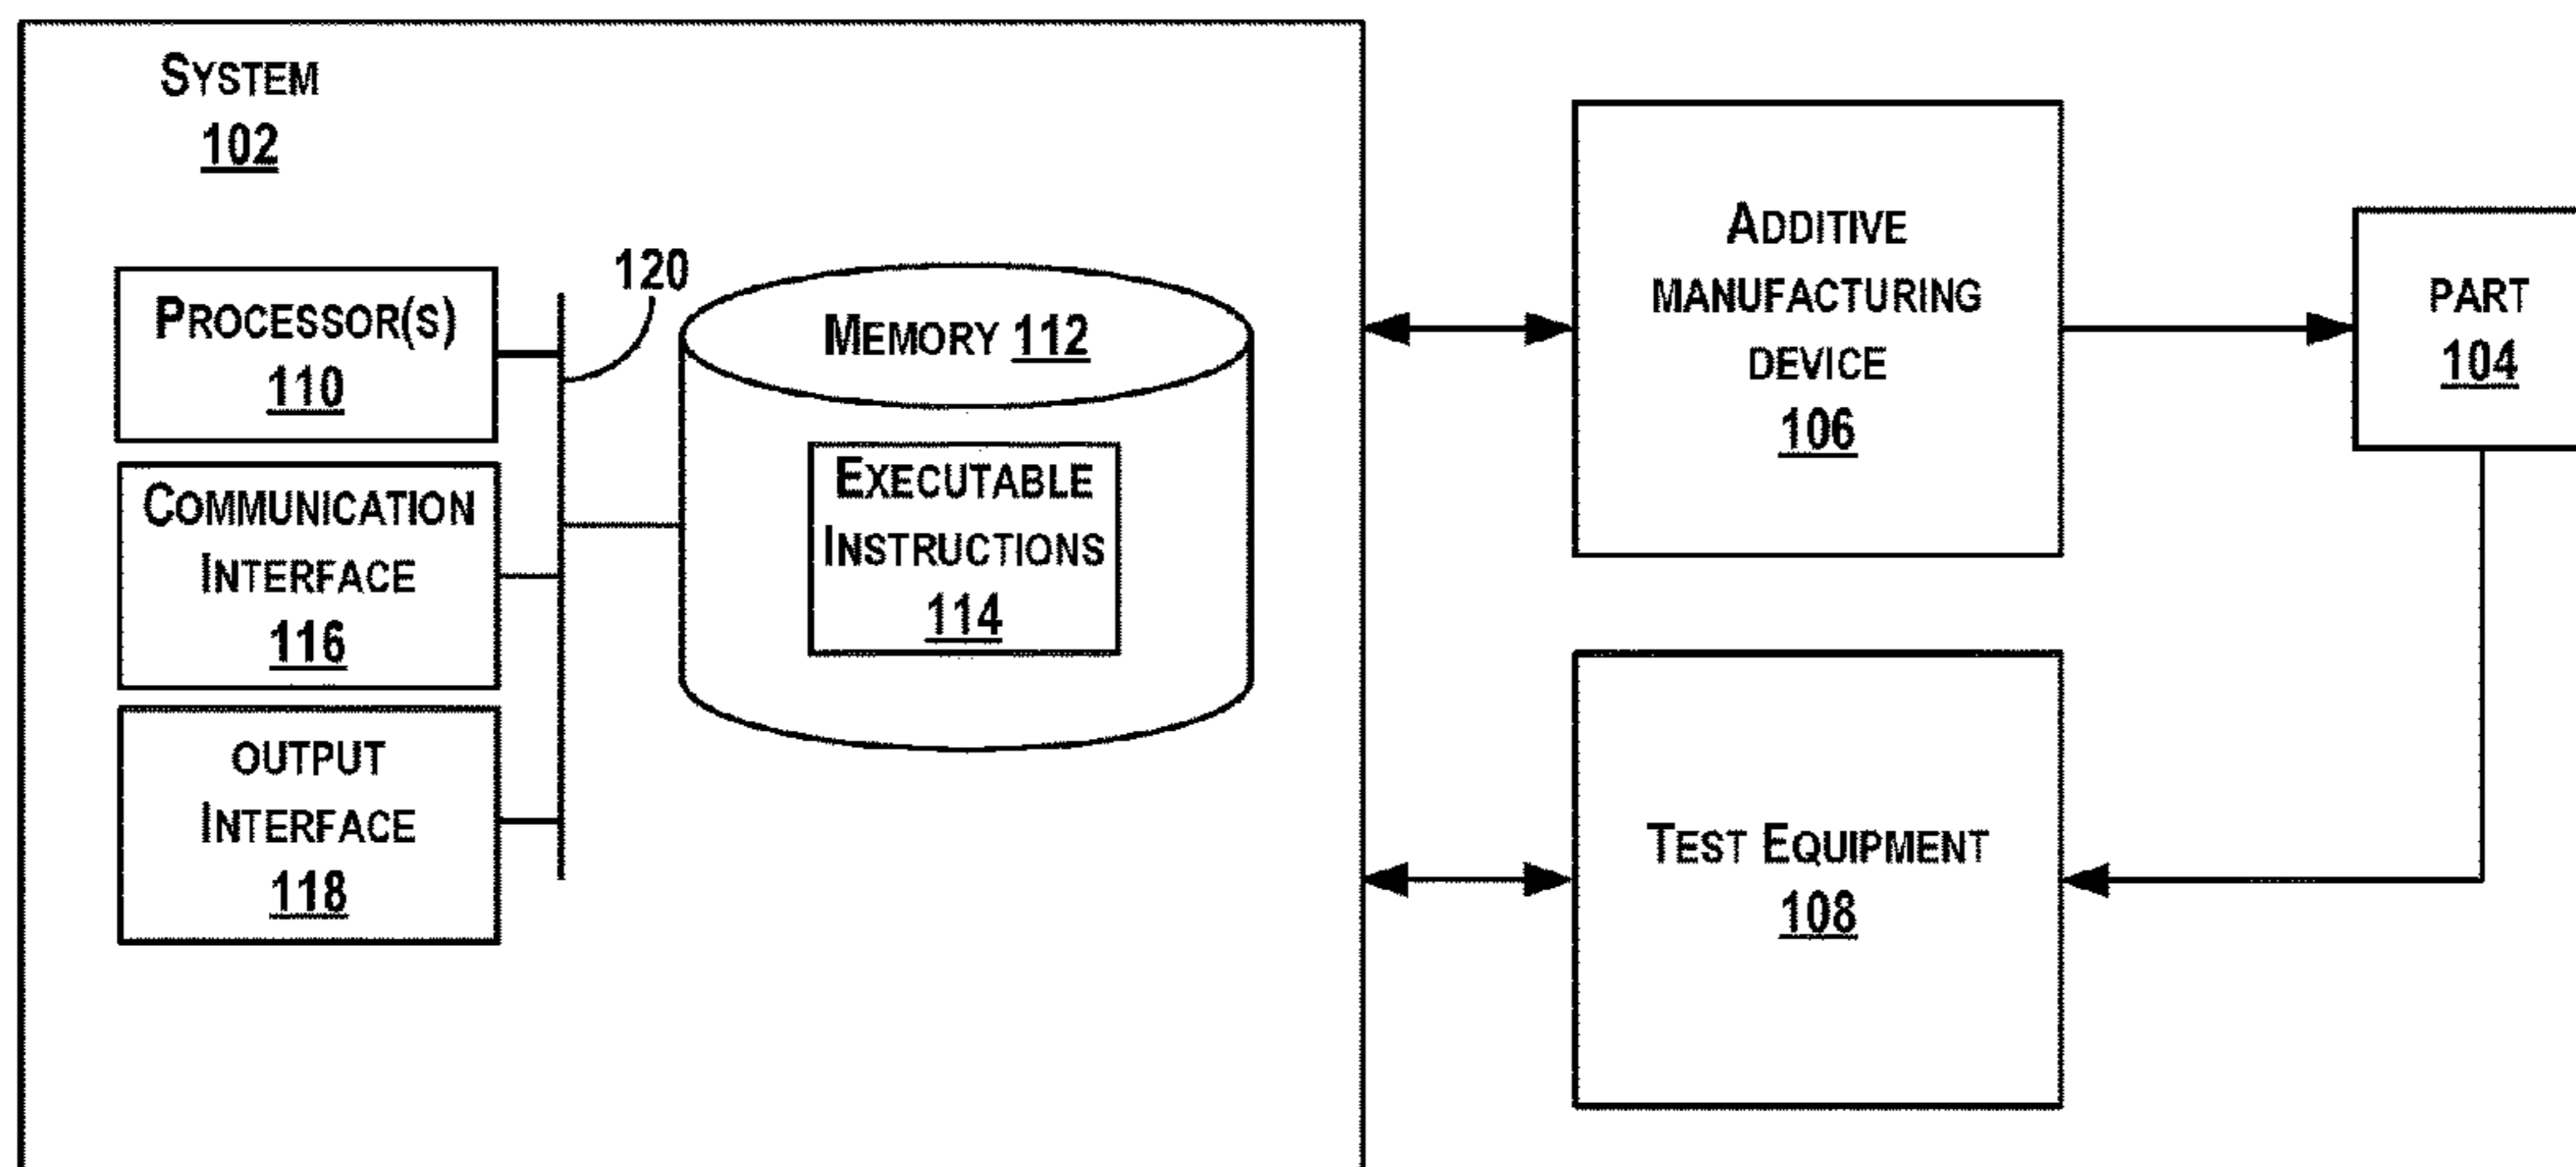 SYSTEM
102
PROCESSOR(S)
110
120
MEMORY 112
EXECUTABLE
INSTRUCTIONS
114
COMMUNICATION
INTERFACE
116
OUTPUT
INTERFACE
118
ADDITIVE
MANUFACTURING
DEVICE
106
PART
104
TEST EQUIPMENT
108